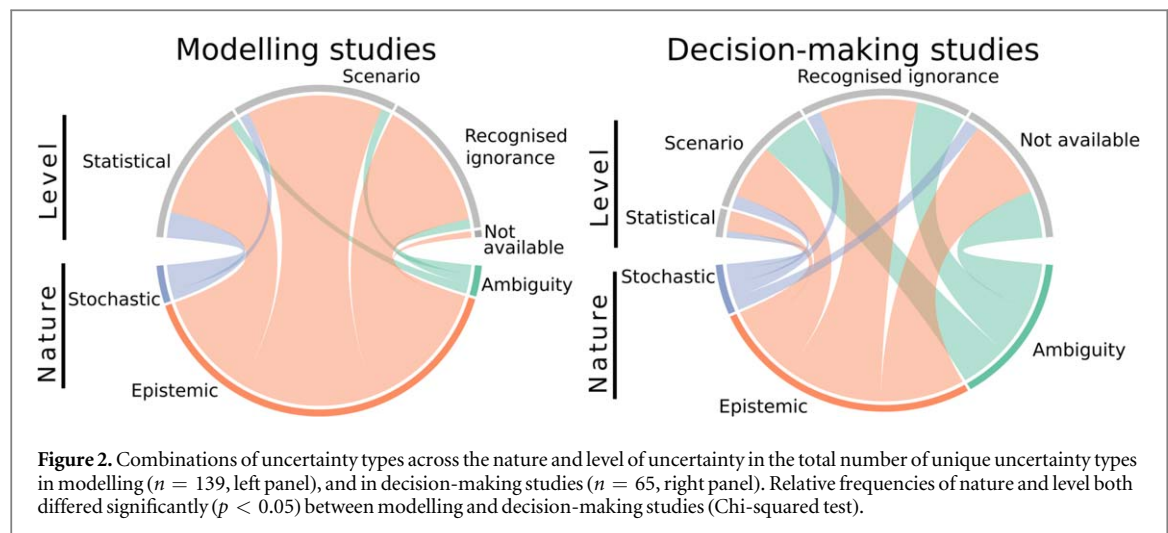 Modelling studies
Scenario
Statistical
Recognised
ignorance
Not
available
Level
Nature
Stochastic
Ambiguity
Epistemic
Decision-making studies
Recognised ignorance
Scenario
Not available
Statistical
Level
Nature
Stochastic
Ambiguity
Epistemic
Figure 2. Combinations of uncertainty types across the nature and level of uncertainty in the total number of unique uncertainty types
in modelling (n = 139, left panel), and in decision-making studies (n = 65, right panel). Relative frequencies of nature and level both
differed significantly (p < 0.05) between modelling and decision-making studies (Chi-squared test).